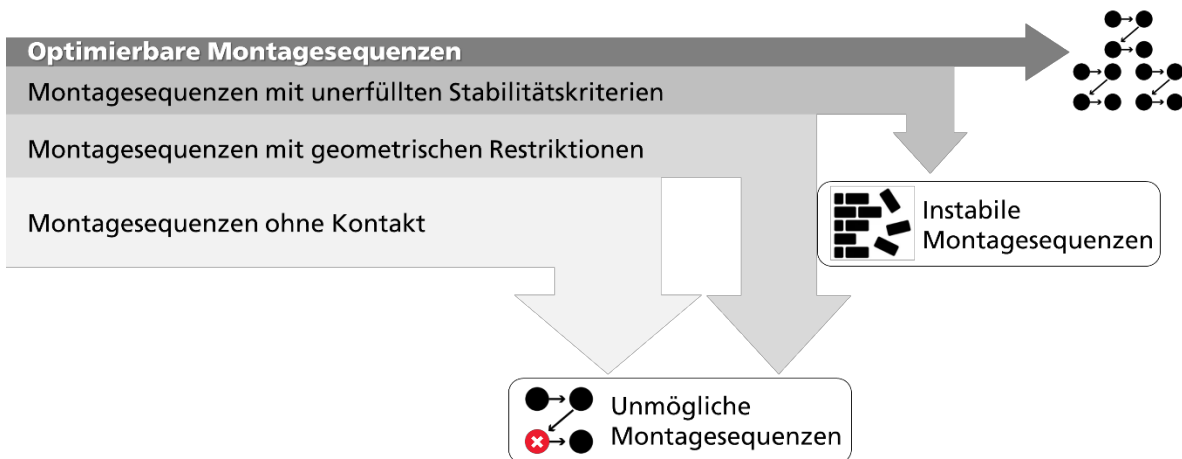 Optimierbare Montagesequenzen
Montagesequenzen mit unerfüllten Stabilitätskriterien
Montagesequenzen mit geometrischen Restriktionen
Montagesequenzen ohne Kontakt
Instabile
Montagesequenzen
Unmögliche
Montagesequenzen